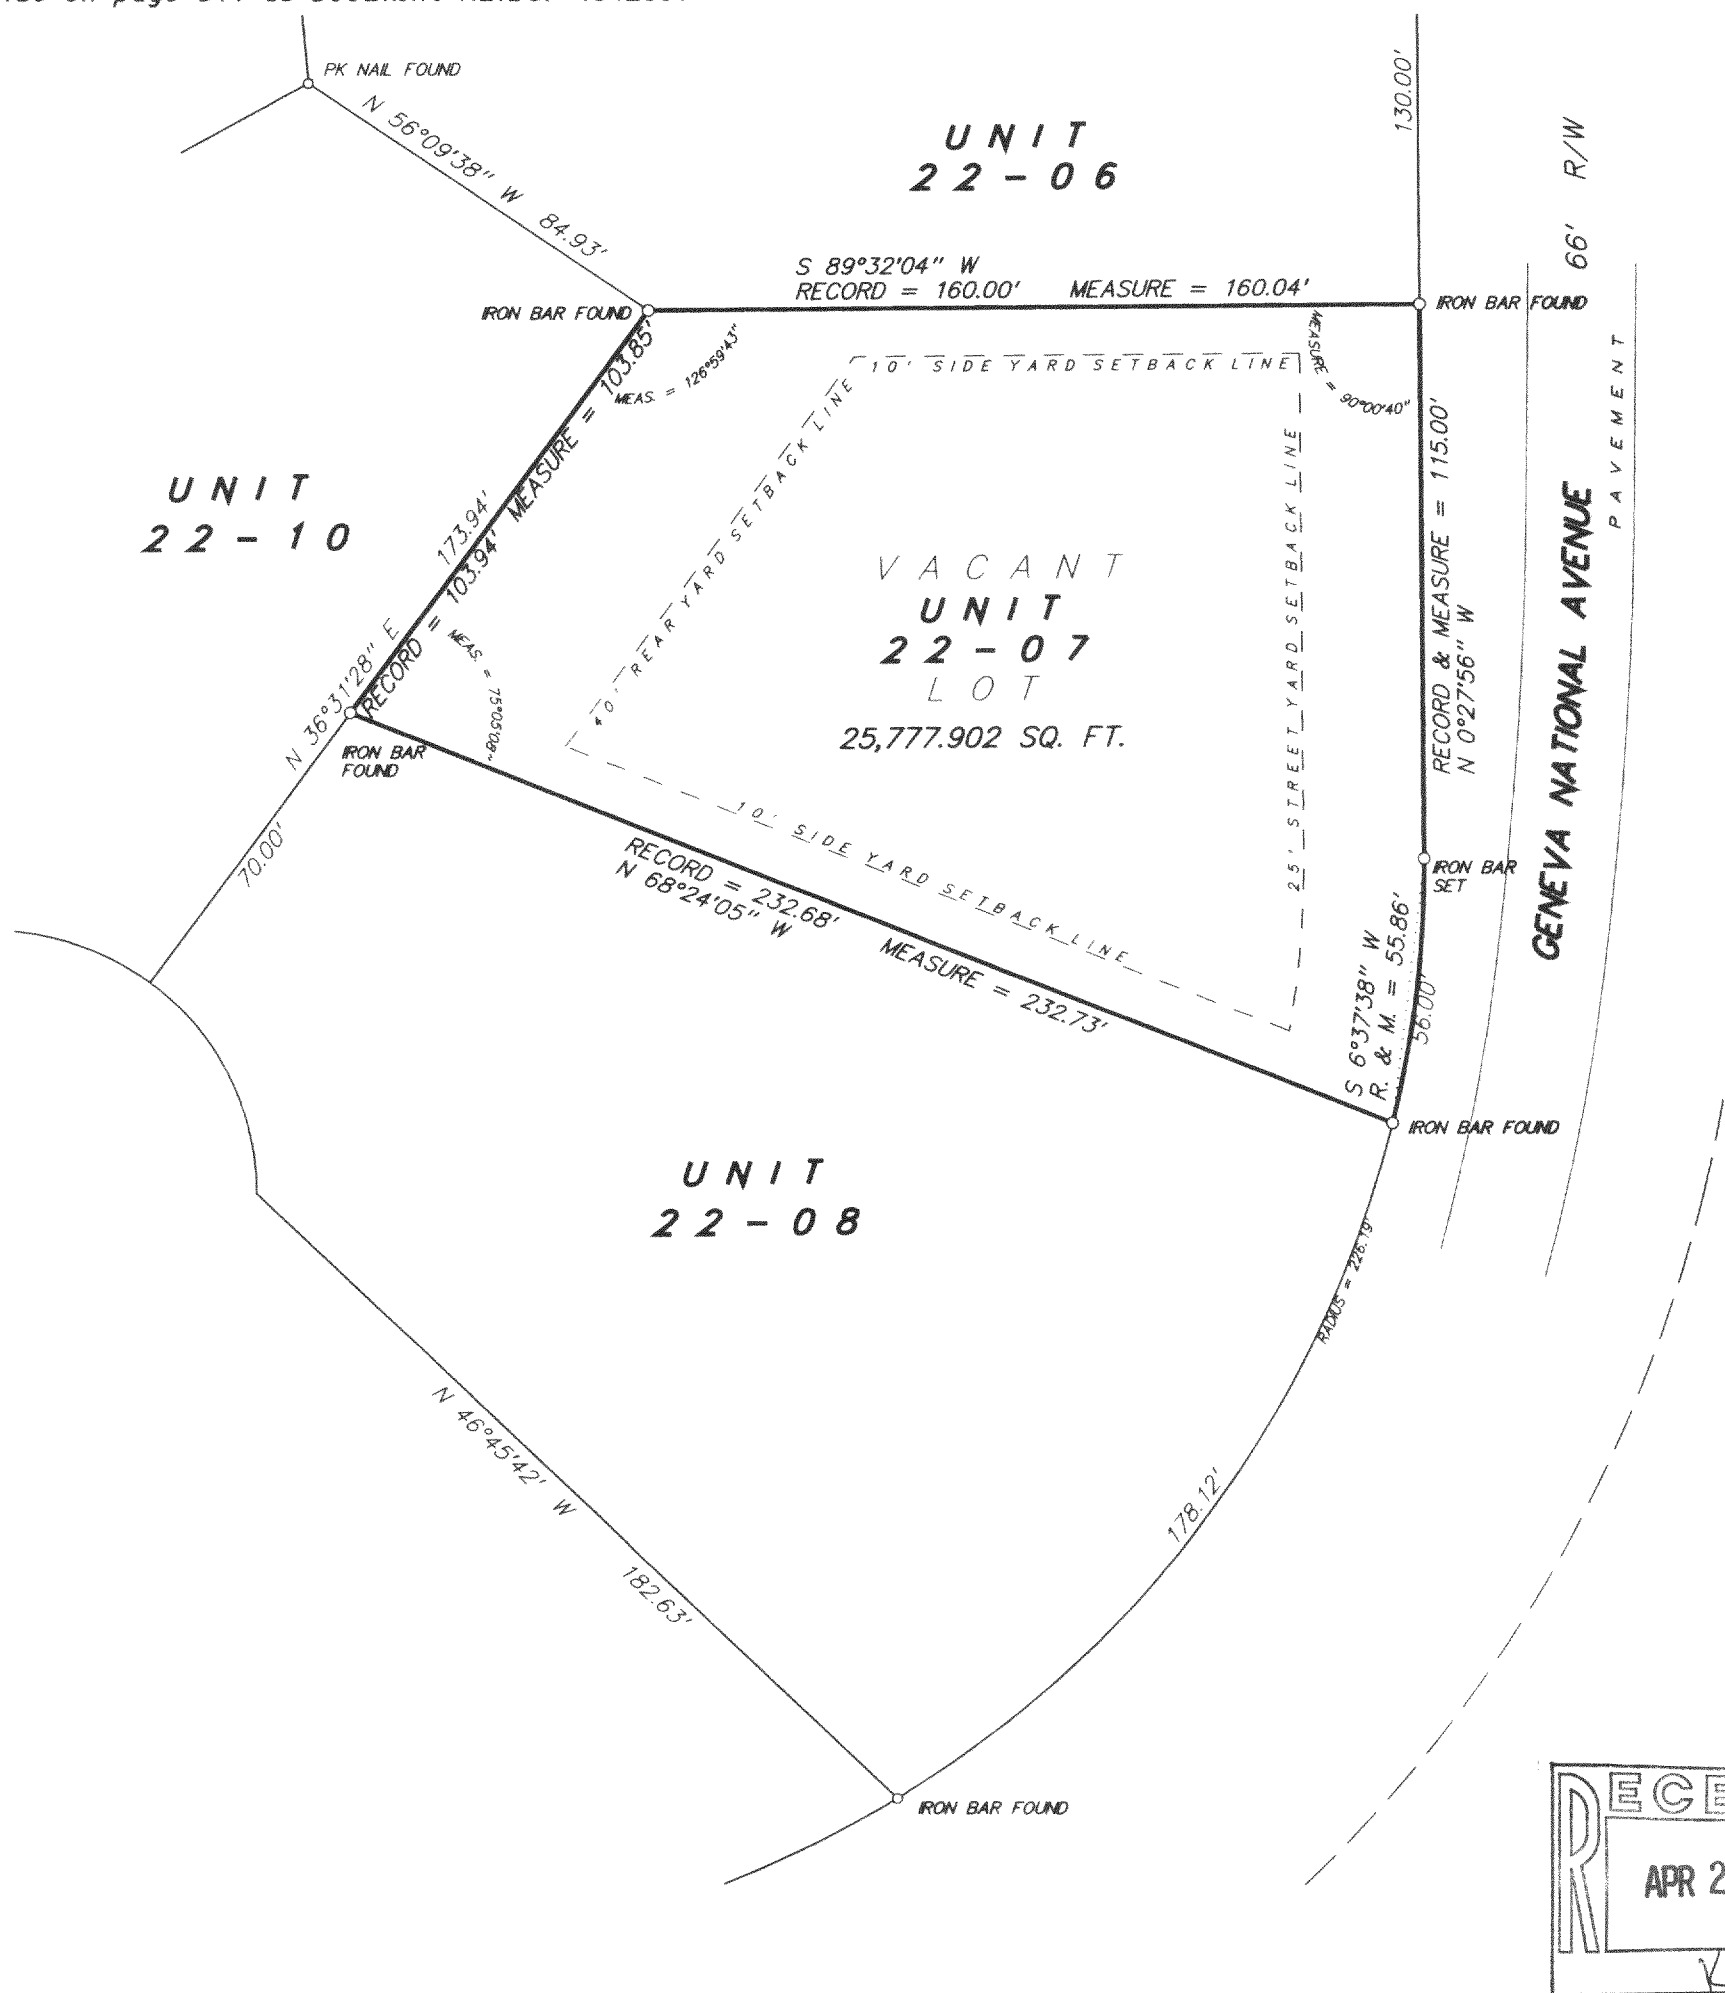 PK NAIL FOUND
N 56°09'38" W 84.93'
UNIT
22-06
130.00'
66' R/W
S 89°32'04" W
RECORD = 160.00' MEASURE = 160.04'
IRON BAR FOUND
IRON BAR FOUND
MEAS. = 126°59'43"
MEASURE = 90°00'40"
10' SIDE YARD SETBACK LINE
PAVEMENT
UNIT
22-10
173.94'
RECORD = 103.94' MEASURE = 103.85'
N 36°31'28" E
40' REAR YARD SETBACK LINE
MEAS. = 75°05'08"
VACANT
UNIT
22-07
LOT
25,777.902 SQ. FT.
25' STREET YARD SETBACK LINE
RECORD & MEASURE = 115.00'
N 0°27'56" W
GENEVA NATIONAL AVENUE
IRON BAR
FOUND
70.00'
10' SIDE YARD SETBACK LINE
RECORD = 232.68'
N 68°24'05" W
MEASURE = 232.73'
IRON BAR
SET
S 6°37'38" W
R. & M. = 55.86'
56.00'
IRON BAR FOUND
UNIT
22-08
RADIUS = 226.19'
N 46°45'42' W
182.63'
178.12'
IRON BAR FOUND
APR 2